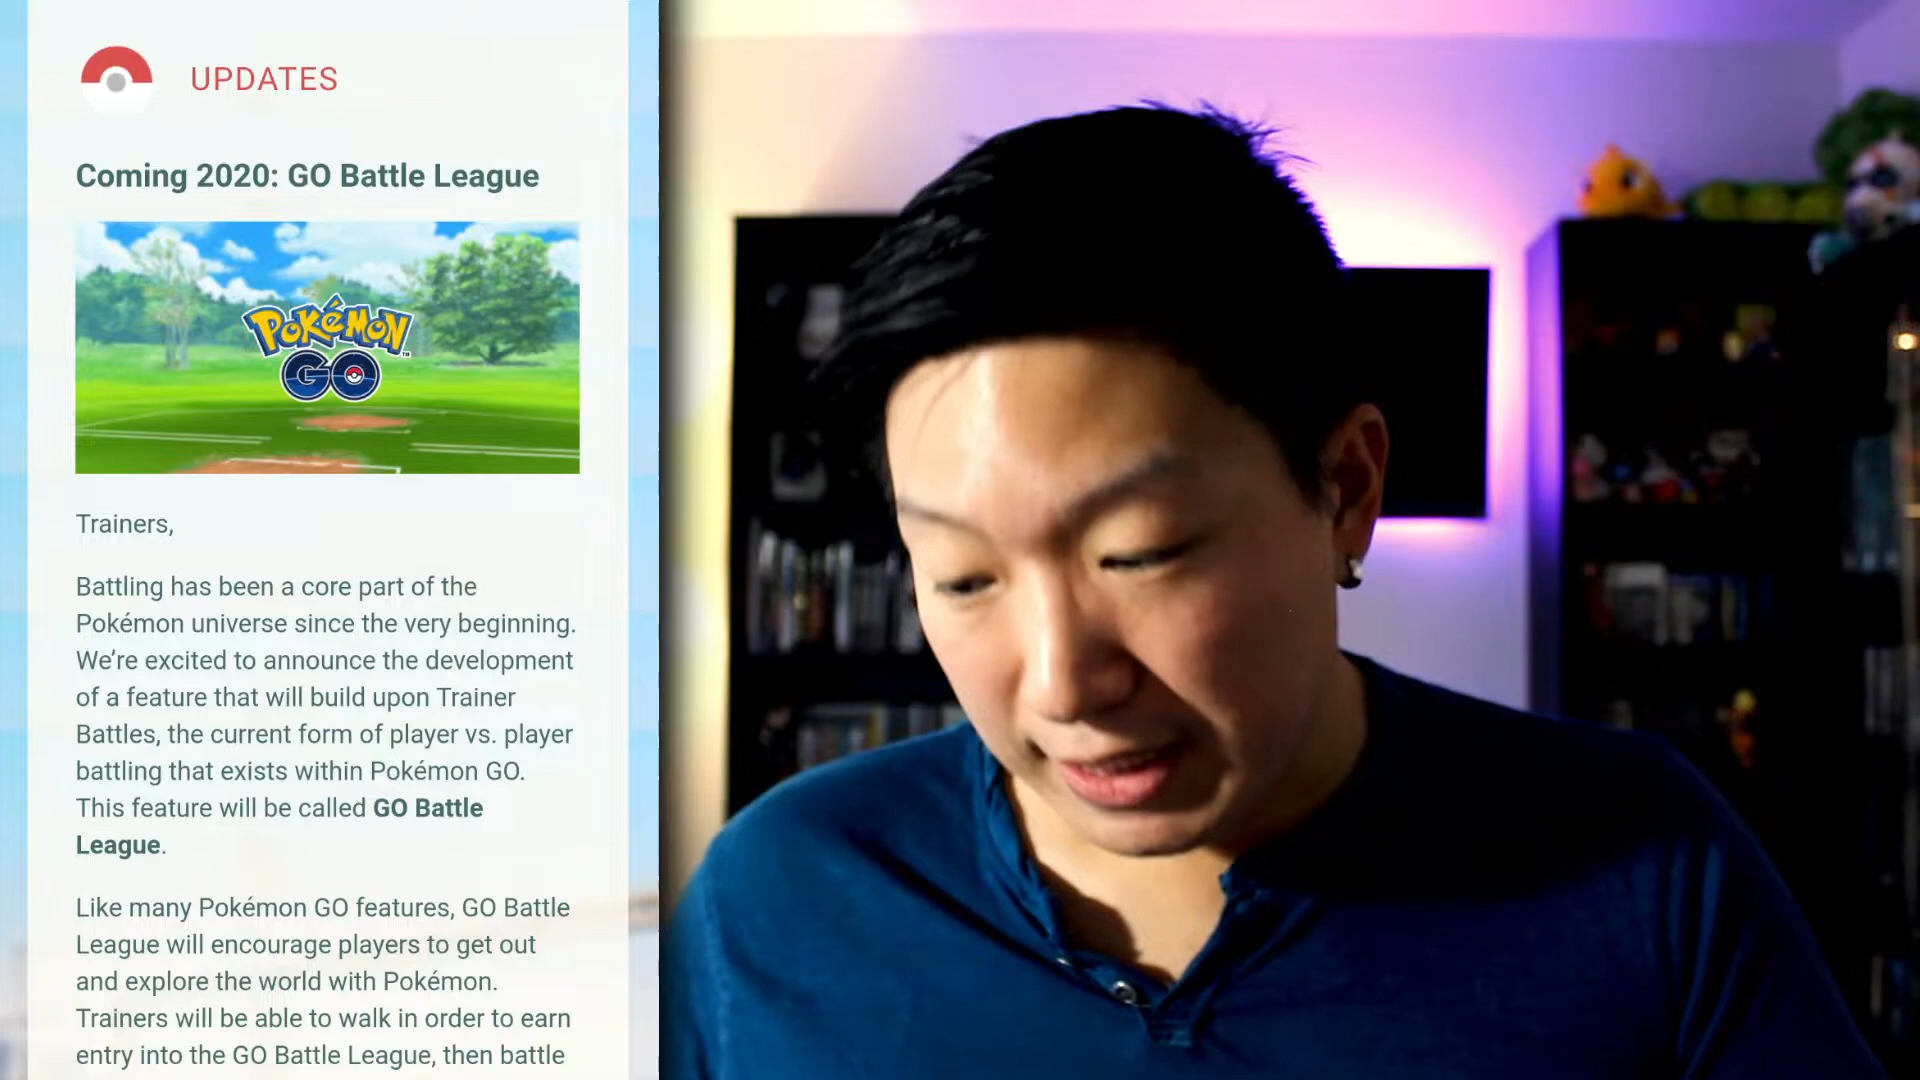 UPDATES
Coming 2020: GO Battle League
POKéMON
GO
Trainers,
Battling has been a core part of the
Pokémon universe since the very beginning.
We’re excited to announce the development
of a feature that will build upon Trainer
Battles, the current form of player vs. player
battling that exists within Pokémon GO.
This feature will be called GO Battle
League.
Like many Pokémon GO features, GO Battle
League will encourage players to get out
and explore the world with Pokémon.
Trainers will be able to walk in order to earn
entry into the GO Battle League, then battle